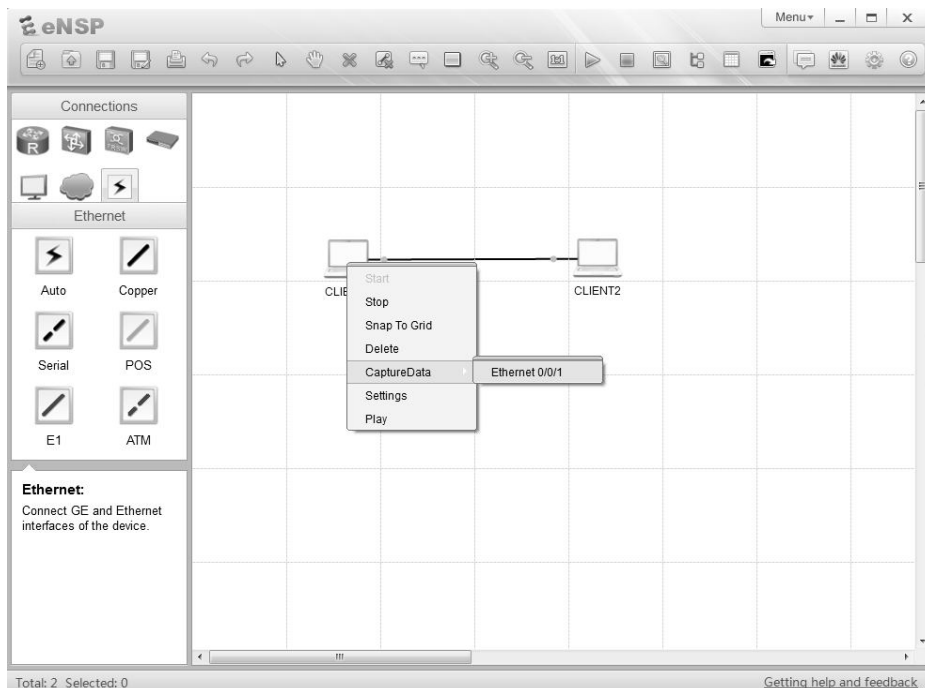 eNSP
Menu
Connections
Ethernet
Auto
Copper
Serial
POS
E1
ATM
Ethernet:
Connect GE and Ethernet
interfaces of the device.
CLIE
CLIENT2
Start
Stop
Snap To Grid
Delete
CaptureData
Ethernet 0/0/1
Settings
Play
Total: 2 Selected: 0
Getting help and feedback